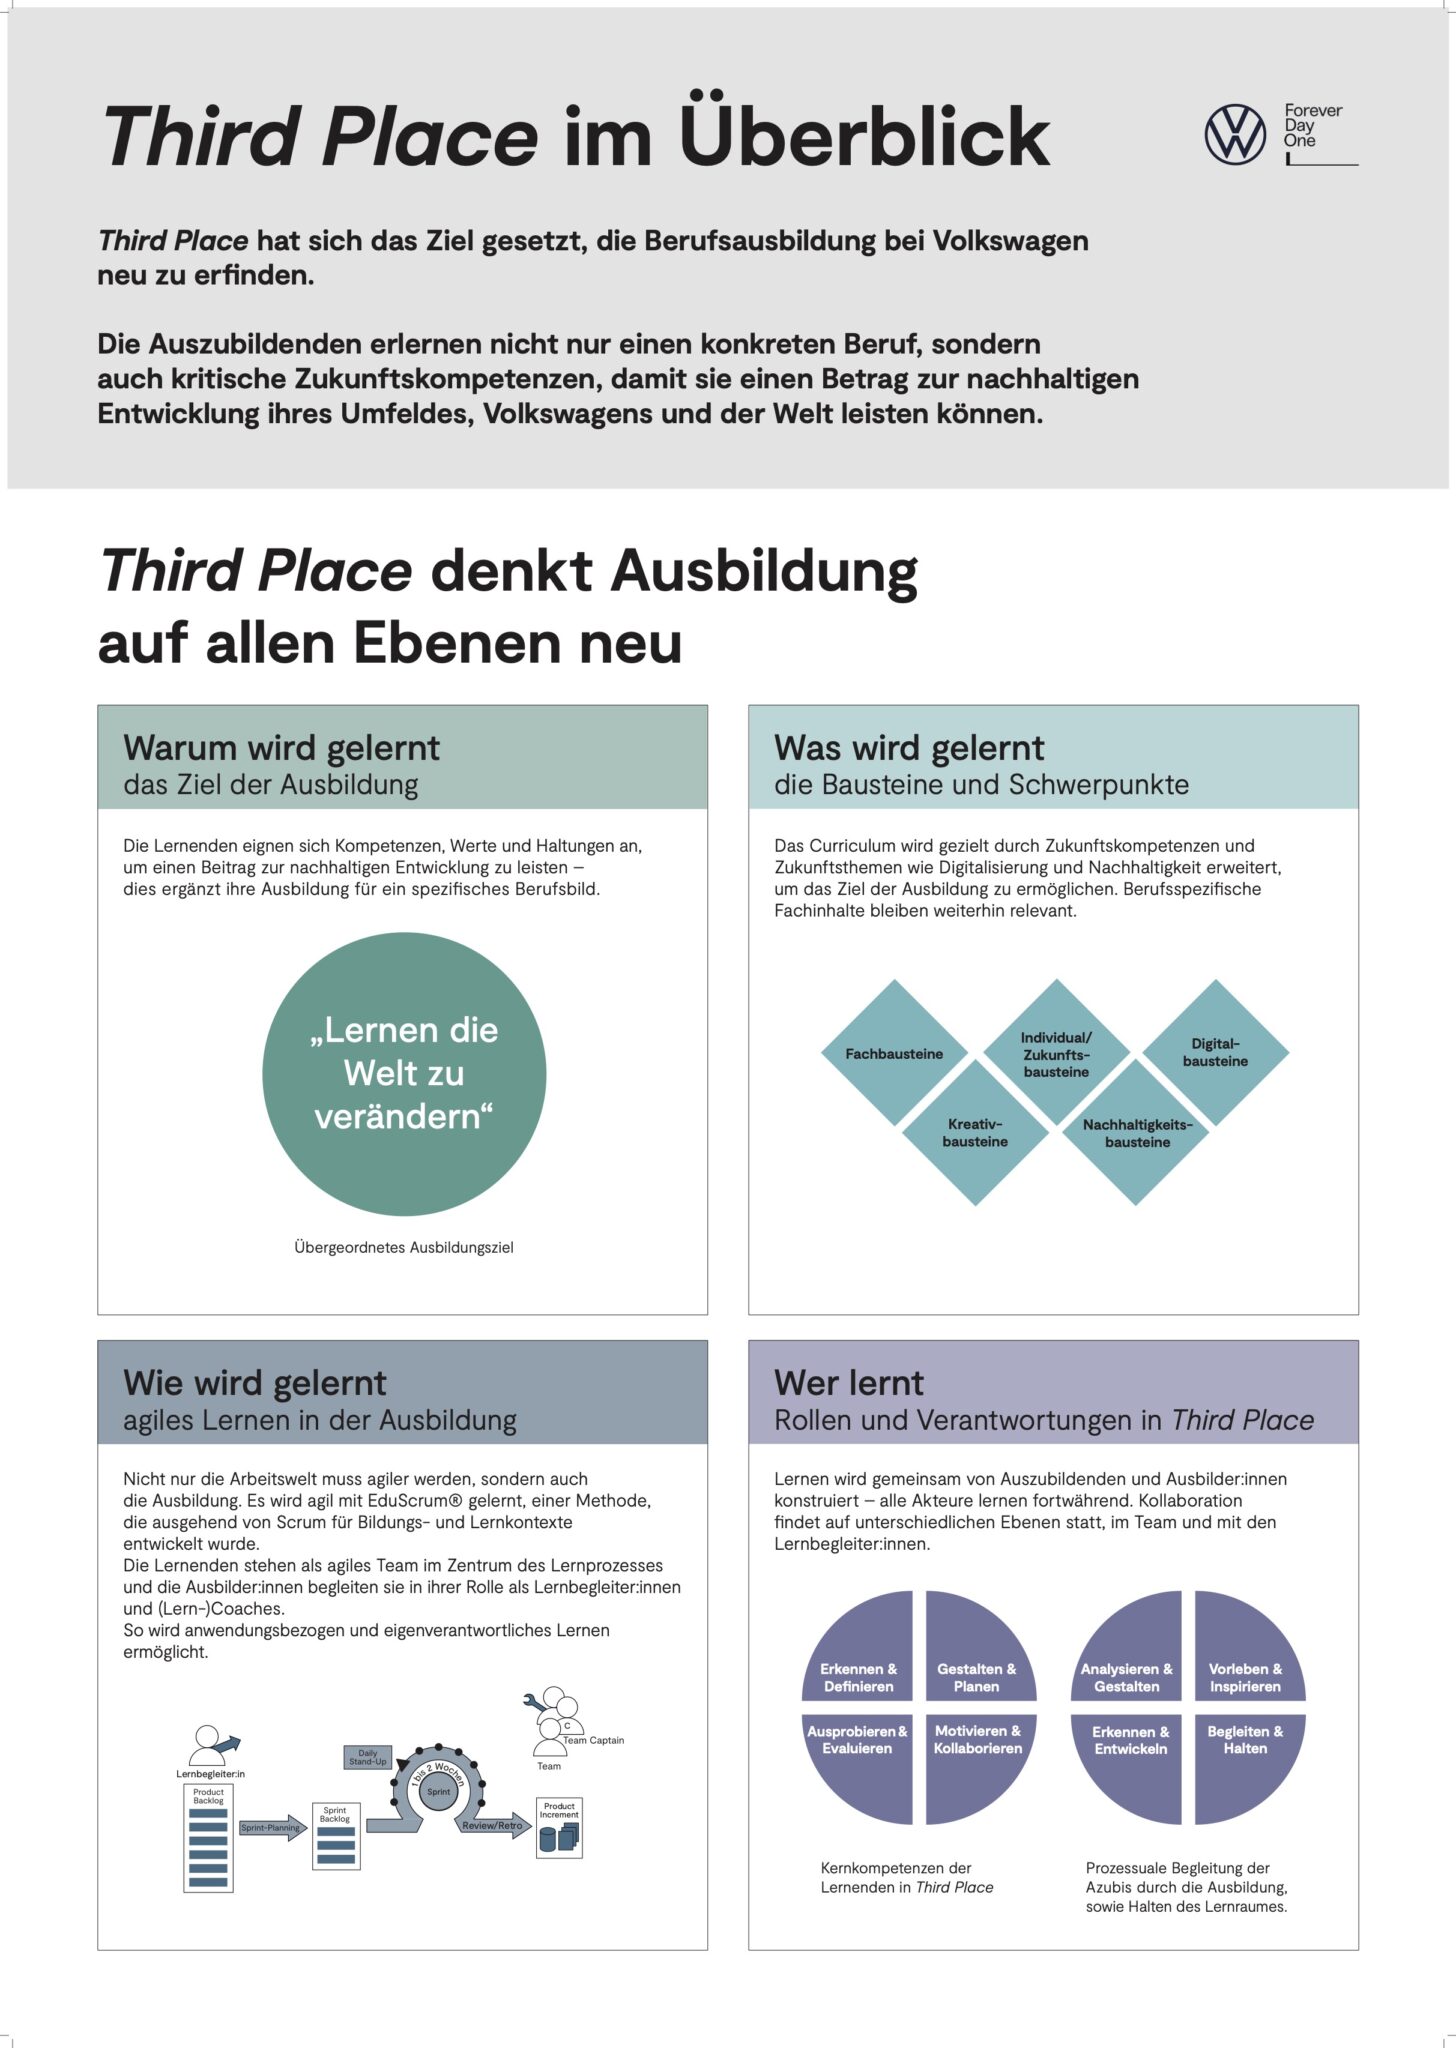 Third Place im Überblick
Forever
Day
One
Third Place hat sich das Ziel gesetzt, die Berufsausbildung bei Volkswagen
neu zu erfinden.
Die Auszubildenden erlernen nicht nur einen konkreten Beruf, sondern
auch kritische Zukunftskompetenzen, damit sie einen Betrag zur nachhaltigen
Entwicklung ihres Umfeldes, Volkswagens und der Welt leisten können.
Third Place denkt Ausbildung
auf allen Ebenen neu
Warum wird gelernt
das Ziel der Ausbildung
Die Lernenden eignen sich Kompetenzen, Werte und Haltungen an,
um einen Beitrag zur nachhaltigen Entwicklung zu leisten –
dies ergänzt ihre Ausbildung für ein spezifisches Berufsbild.
„Lernen die
Welt zu
verändern“
Übergeordnetes Ausbildungsziel
Was wird gelernt
die Bausteine und Schwerpunkte
Das Curriculum wird gezielt durch Zukunftskompetenzen und
Zukunftsthemen wie Digitalisierung und Nachhaltigkeit erweitert,
um das Ziel der Ausbildung zu ermöglichen. Berufsspezifische
Fachinhalte bleiben weiterhin relevant.
Fachbausteine
Individual/
Zukunfts-
bausteine
Digital-
bausteine
Kreativ-
bausteine
Nachhaltigkeits-
bausteine
Wie wird gelernt
agiles Lernen in der Ausbildung
Nicht nur die Arbeitswelt muss agiler werden, sondern auch
die Ausbildung. Es wird agil mit EduScrum® gelernt, einer Methode,
die ausgehend von Scrum für Bildungs- und Lernkontexte
entwickelt wurde.
Die Lernenden stehen als agiles Team im Zentrum des Lernprozesses
und die Ausbilder:innen begleiten sie in ihrer Rolle als Lernbegleiter:innen
und (Lern-)Coaches.
So wird anwendungsbezogen und eigenverantwortliches Lernen
ermöglicht.
Lernbegleiter:in
Product
Backlog
Sprint-Planning
Sprint
Backlog
Daily
Stand-Up
1 bis 2 Wochen
Sprint
Review/Retro
C
Team Captain
Team
Product
Increment
Wer lernt
Rollen und Verantwortungen in Third Place
Lernen wird gemeinsam von Auszubildenden und Ausbilder:innen
konstruiert – alle Akteure lernen fortwährend. Kollaboration
findet auf unterschiedlichen Ebenen statt, im Team und mit den
Lernbegleiter:innen.
Erkennen &
Definieren
Gestalten &
Planen
Ausprobieren &
Evaluieren
Motivieren &
Kollaborieren
Kernkompetenzen der
Lernenden in Third Place
Analysieren &
Gestalten
Vorleben &
Inspirieren
Erkennen &
Entwickeln
Begleiten &
Halten
Prozessuale Begleitung der
Azubis durch die Ausbildung,
sowie Halten des Lernraumes.